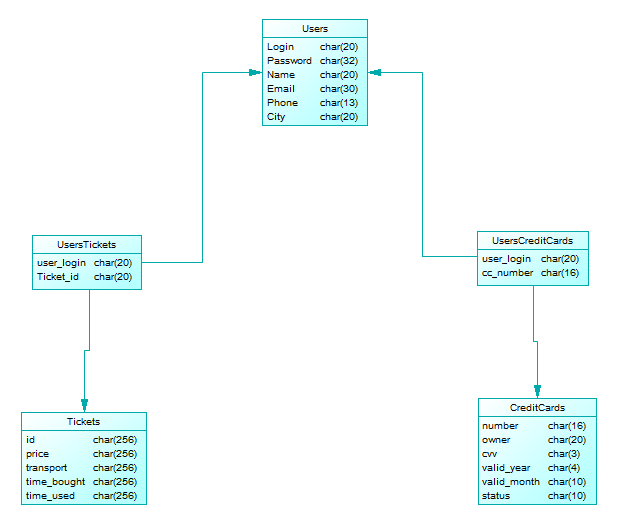 Users
Login char(20)
Password char(32)
Name char(20)
Email char(30)
Phone char(13)
City char(20)
UsersTickets
user_login char(20)
Ticket_id char(20)
UsersCreditCards
user_login char(20)
cc_number char(16)
Tickets
id char(256)
price char(256)
transport char(256)
time_bought char(256)
time_used char(256)
CreditCards
number char(16)
owner char(20)
cvv char(3)
valid_year char(4)
valid_month char(10)
status char(10)